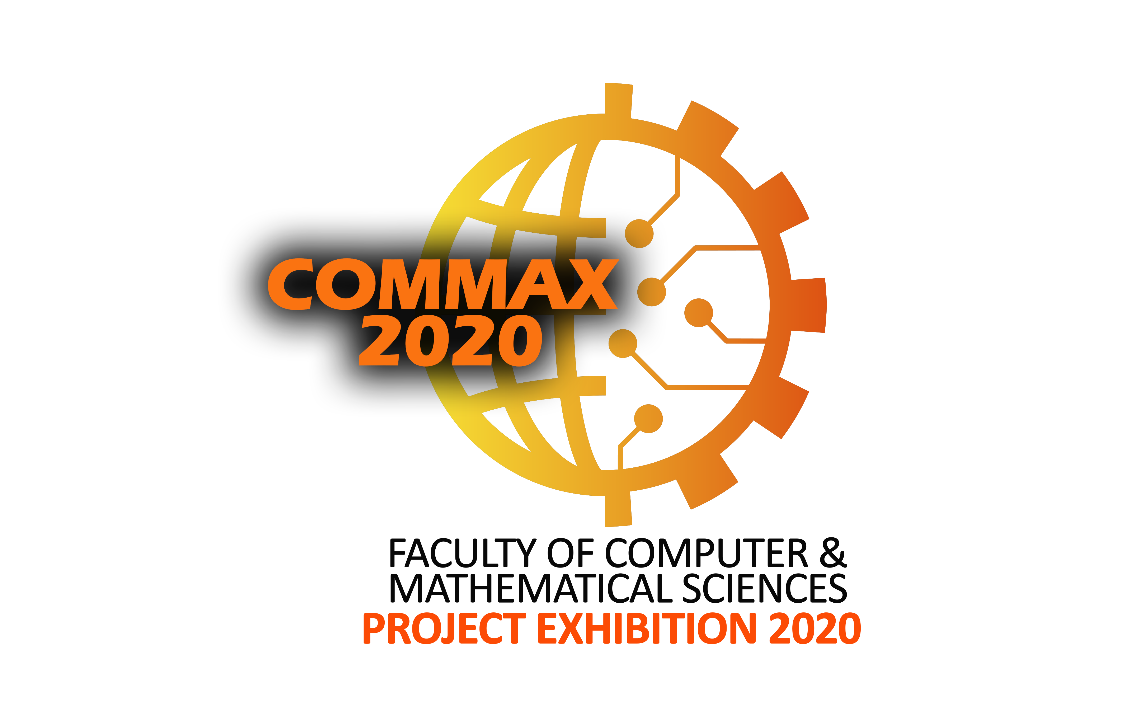 COMMAX
2020
FACULTY OF COMPUTER &
MATHEMATICAL SCIENCES
PROJECT EXHIBITION 2020